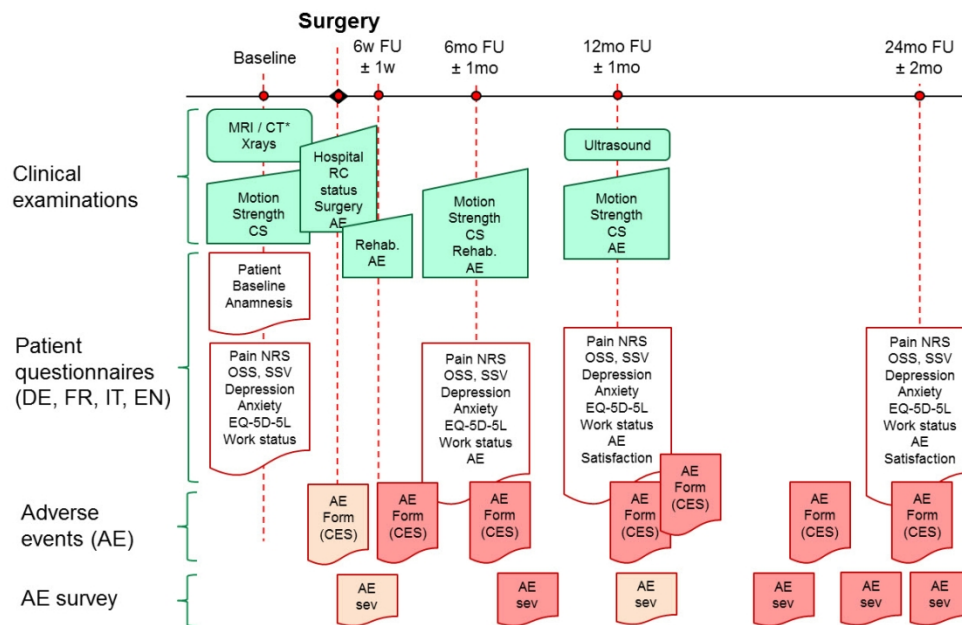 Surgery
Baseline
6w FU
± 1w
6mo FU
± 1mo
12mo FU
± 1mo
24mo FU
± 2mo
Clinical
examinations
MRI / CT*
Xrays
Motion
Strength
CS
Hospital
RC
status
Surgery
AE
Rehab.
AE
Motion
Strength
CS
Rehab.
AE
Ultrasound
Motion
Strength
CS
AE
Patient
questionnaires
(DE, FR, IT, EN)
Patient
Baseline
Anamnesis
Pain NRS
OSS, SSV
Depression
Anxiety
EQ-5D-5L
Work status
Pain NRS
OSS, SSV
Depression
Anxiety
EQ-5D-5L
Work status
AE
Pain NRS
OSS, SSV
Depression
Anxiety
EQ-5D-5L
Work status
AE
Satisfaction
Pain NRS
OSS, SSV
Depression
Anxiety
EQ-5D-5L
Work status
AE
Satisfaction
Adverse
events (AE)
AE
Form
(CES)
AE
Form
(CES)
AE
Form
(CES)
AE
Form
(CES)
AE
Form
(CES)
AE
Form
(CES)
AE
Form
(CES)
AE survey
AE
sev
AE
sev
AE
sev
AE
sev
AE
sev
AE
sev